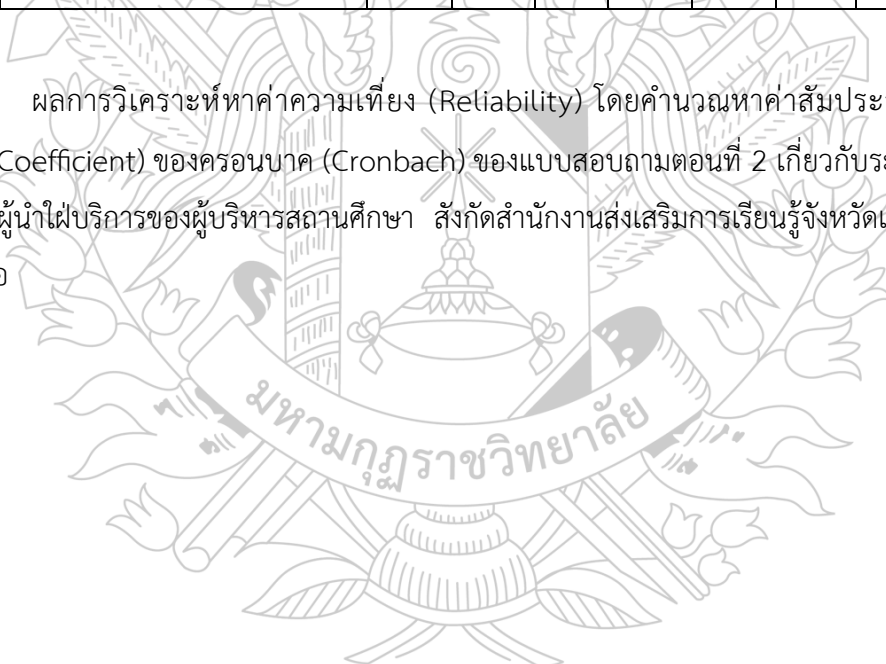 ผลการวิเคราะห์หาค่าความเที่ยง (Reliability) โดยคำนวณหาค่าสัมประ
Coefficient) ของครอนบาค (Cronbach) ของแบบสอบถามตอนที่ 2 เกี่ยวกับระ
ผู้นำใฝ่บริการของผู้บริหารสถานศึกษา สังกัดสำนักงานส่งเสริมการเรียนรู้จังหวัด
อ
มหามกุฏราชวิทยาลัย